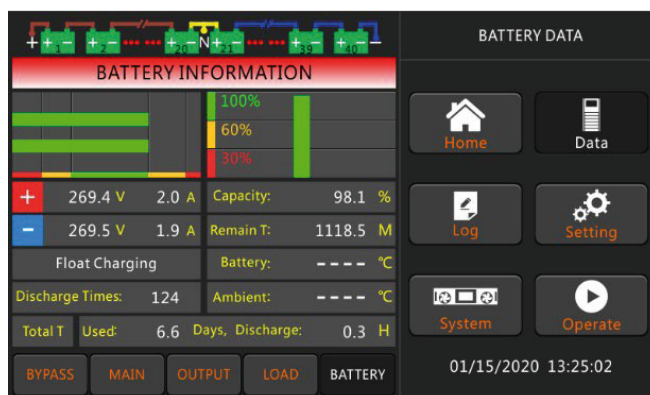 + + 1 - + 2 - + 20 - N + 21 - + 39 - + 40 - -
BATTERY INFORMATION
100%
60%
30%
+ 269.4 V 2.0 A Capacity: 98.1 %
- 269.5 V 1.9 A Remain T: 1118.5 M
Float Charging Battery: ---- ℃
Discharge Times: 124 Ambient: ---- ℃
Total T Used: 6.6 Days, Discharge: 0.3 H
BYPASS MAIN OUTPUT LOAD BATTERY
BATTERY DATA
Home Data
Log Setting
System Operate
01/15/2020 13:25:02